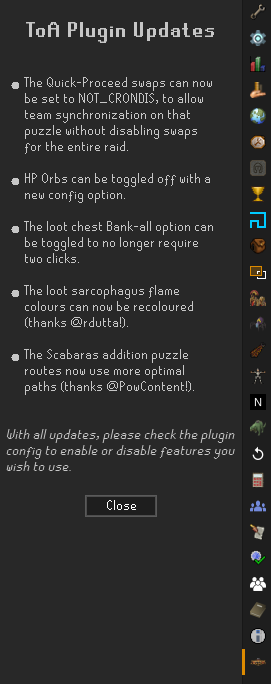 ToA Plugin Updates
The Quick-Proceed swaps can now
be set to NOT_CRONDIS, to allow
team synchronization on that
puzzle without disabling swaps
for the entire raid.
HP Orbs can be toggled off with a
new config option.
The loot chest Bank-all option can
be toggled to no longer require
two clicks.
The loot sarcophagus flame
colours can now be recoloured
(thanks @rdutta!).
The Scabaras addition puzzle
routes now use more optimal
paths (thanks @PowContent!).
With all updates, please check the plugin
config to enable or disable features you
wish to use.
Close
N